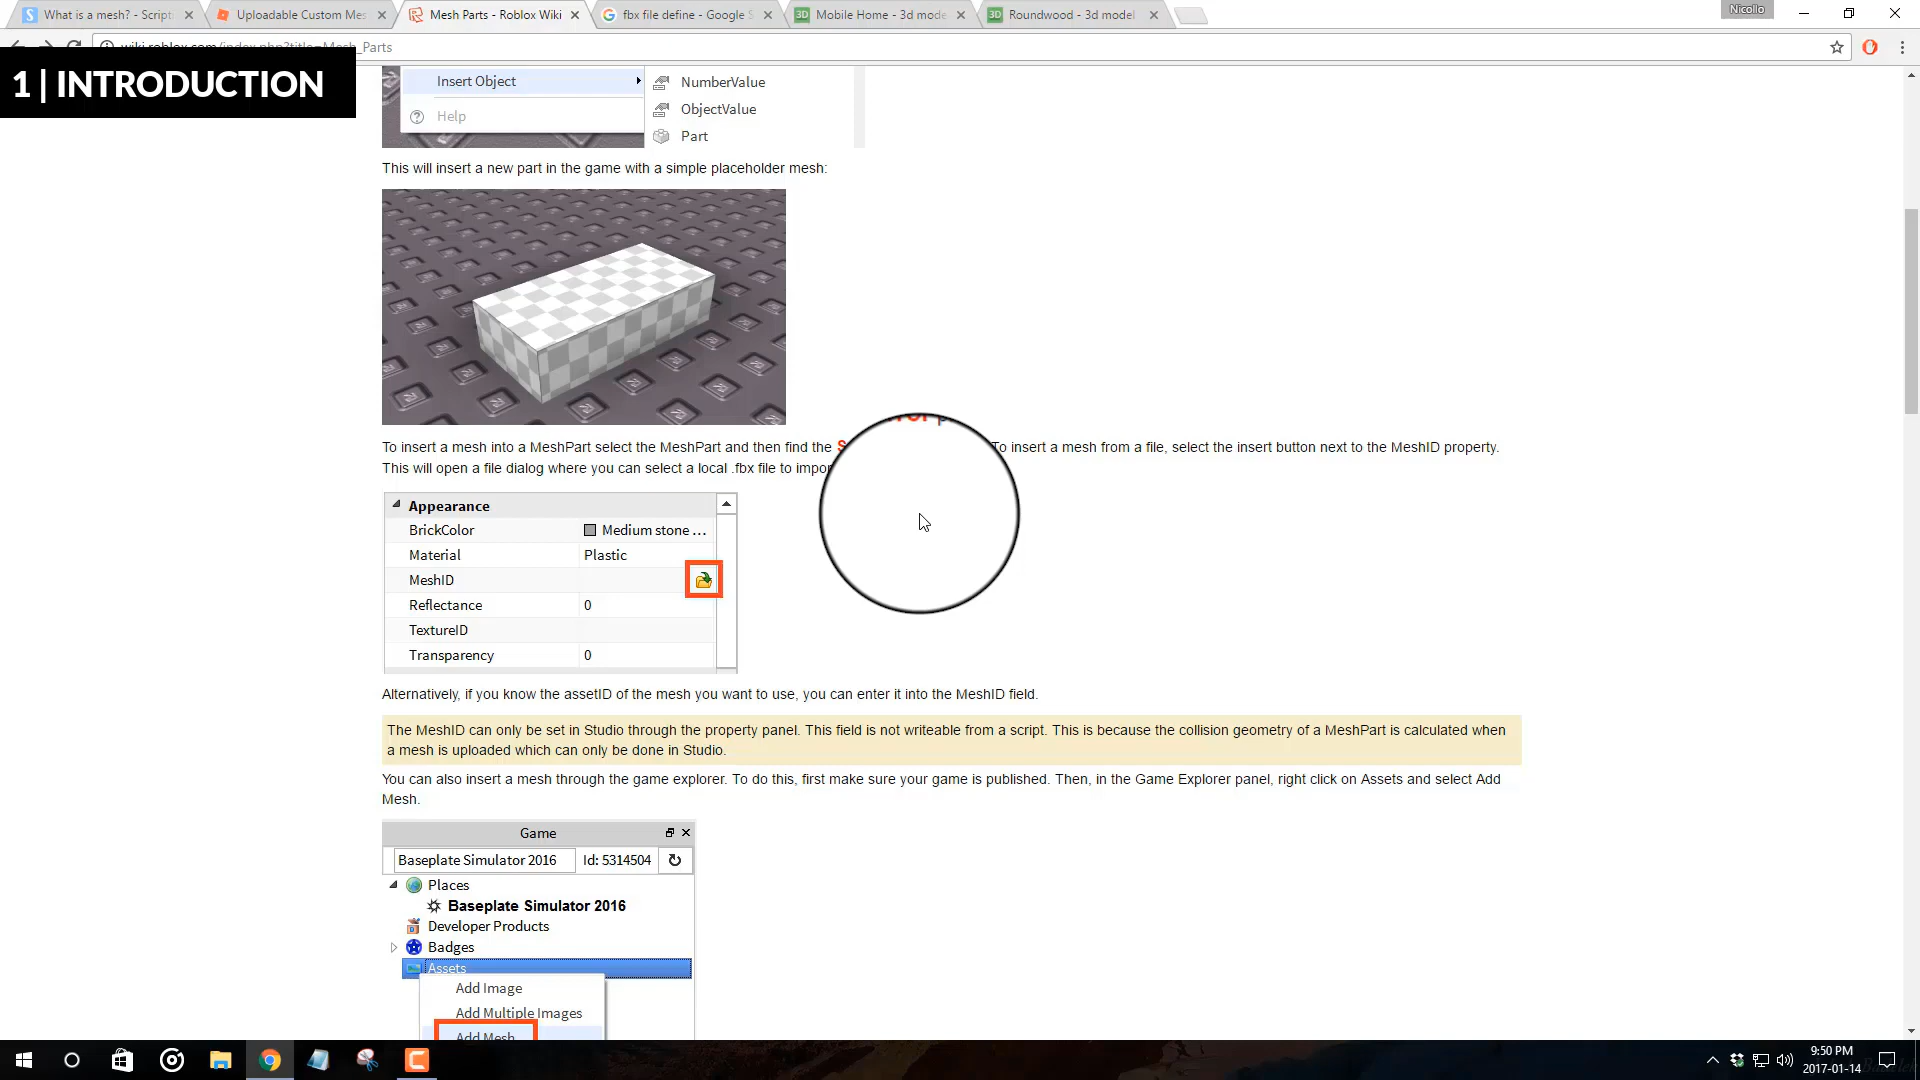 What is a mesh? - Scripti
Uploadable Custom Mes
Mesh Parts - Roblox Wiki
fbx file define - Google S
Mobile Home - 3d mode
Roundwood - 3d model
Nicollo
1 | INTRODUCTION
wiki.roblox.com/index.php?title=Mesh_Parts
Insert Object
NumberValue
ObjectValue
Help
Part
This will insert a new part in the game with a simple placeholder mesh:
To insert a mesh into a MeshPart select the MeshPart and then find the To insert a mesh from a file, select the insert button next to the MeshID property.
This will open a file dialog where you can select a local .fbx file to impor
Appearance
BrickColor Medium stone ...
Material Plastic
MeshID
Reflectance 0
TextureID
Transparency 0
Alternatively, if you know the assetID of the mesh you want to use, you can enter it into the MeshID field.
The MeshID can only be set in Studio through the property panel. This field is not writeable from a script. This is because the collision geometry of a MeshPart is calculated when
a mesh is uploaded which can only be done in Studio.
You can also insert a mesh through the game explorer. To do this, first make sure your game is published. Then, in the Game Explorer panel, right click on Assets and select Add
Mesh.
Game
Baseplate Simulator 2016 Id: 5314504
Places
Baseplate Simulator 2016
Developer Products
Badges
Assets
Add Image
Add Multiple Images
Add Mesh
9:50 PM
2017-01-14